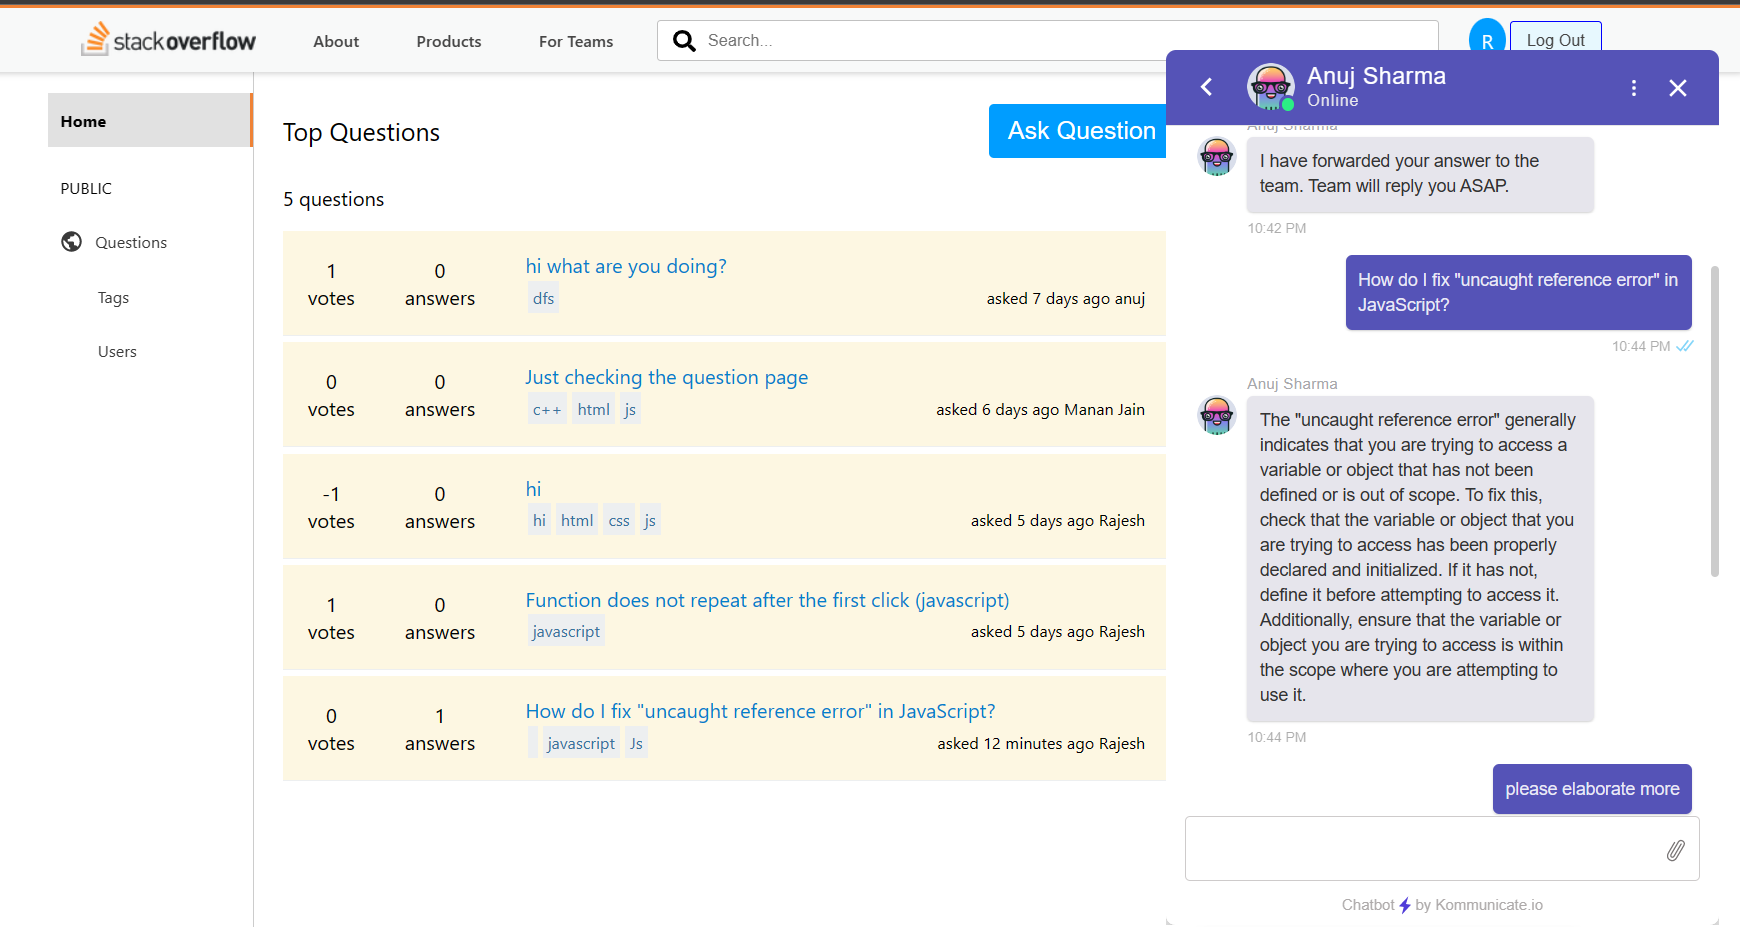 stackoverflow
About
Products
For Teams
Search...
R
Log Out
Home
PUBLIC
Questions
Tags
Users
Top Questions
Ask Question
5 questions
1
votes
0
answers
hi what are you doing?
dfs
asked 7 days ago anuj
0
votes
0
answers
Just checking the question page
c++ html js
asked 6 days ago Manan Jain
-1
votes
0
answers
hi
hi html css js
asked 5 days ago Rajesh
1
votes
0
answers
Function does not repeat after the first click (javascript)
javascript
asked 5 days ago Rajesh
0
votes
1
answers
How do I fix "uncaught reference error" in JavaScript?
javascript Js
asked 12 minutes ago Rajesh
Anuj Sharma
Online
Anuj Sharma
I have forwarded your answer to the
team. Team will reply you ASAP.
10:42 PM
How do I fix "uncaught reference error" in
JavaScript?
10:44 PM
Anuj Sharma
The "uncaught reference error" generally
indicates that you are trying to access a
variable or object that has not been
defined or is out of scope. To fix this,
check that the variable or object that you
are trying to access has been properly
declared and initialized. If it has not,
define it before attempting to access it.
Additionally, ensure that the variable or
object you are trying to access is within
the scope where you are attempting to
use it.
10:44 PM
please elaborate more
Chatbot by Kommunicate.io